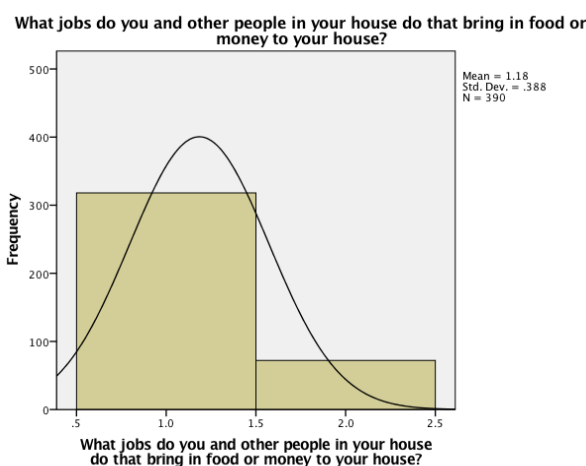 What jobs do you and other people in your house do that bring in food or
money to your house?
Mean = 1.18
Std. Dev. = .388
N = 390
Frequency
500
400
300
200
100
0
.5 1.0 1.5 2.0 2.5
What jobs do you and other people in your house
do that bring in food or money to your house?